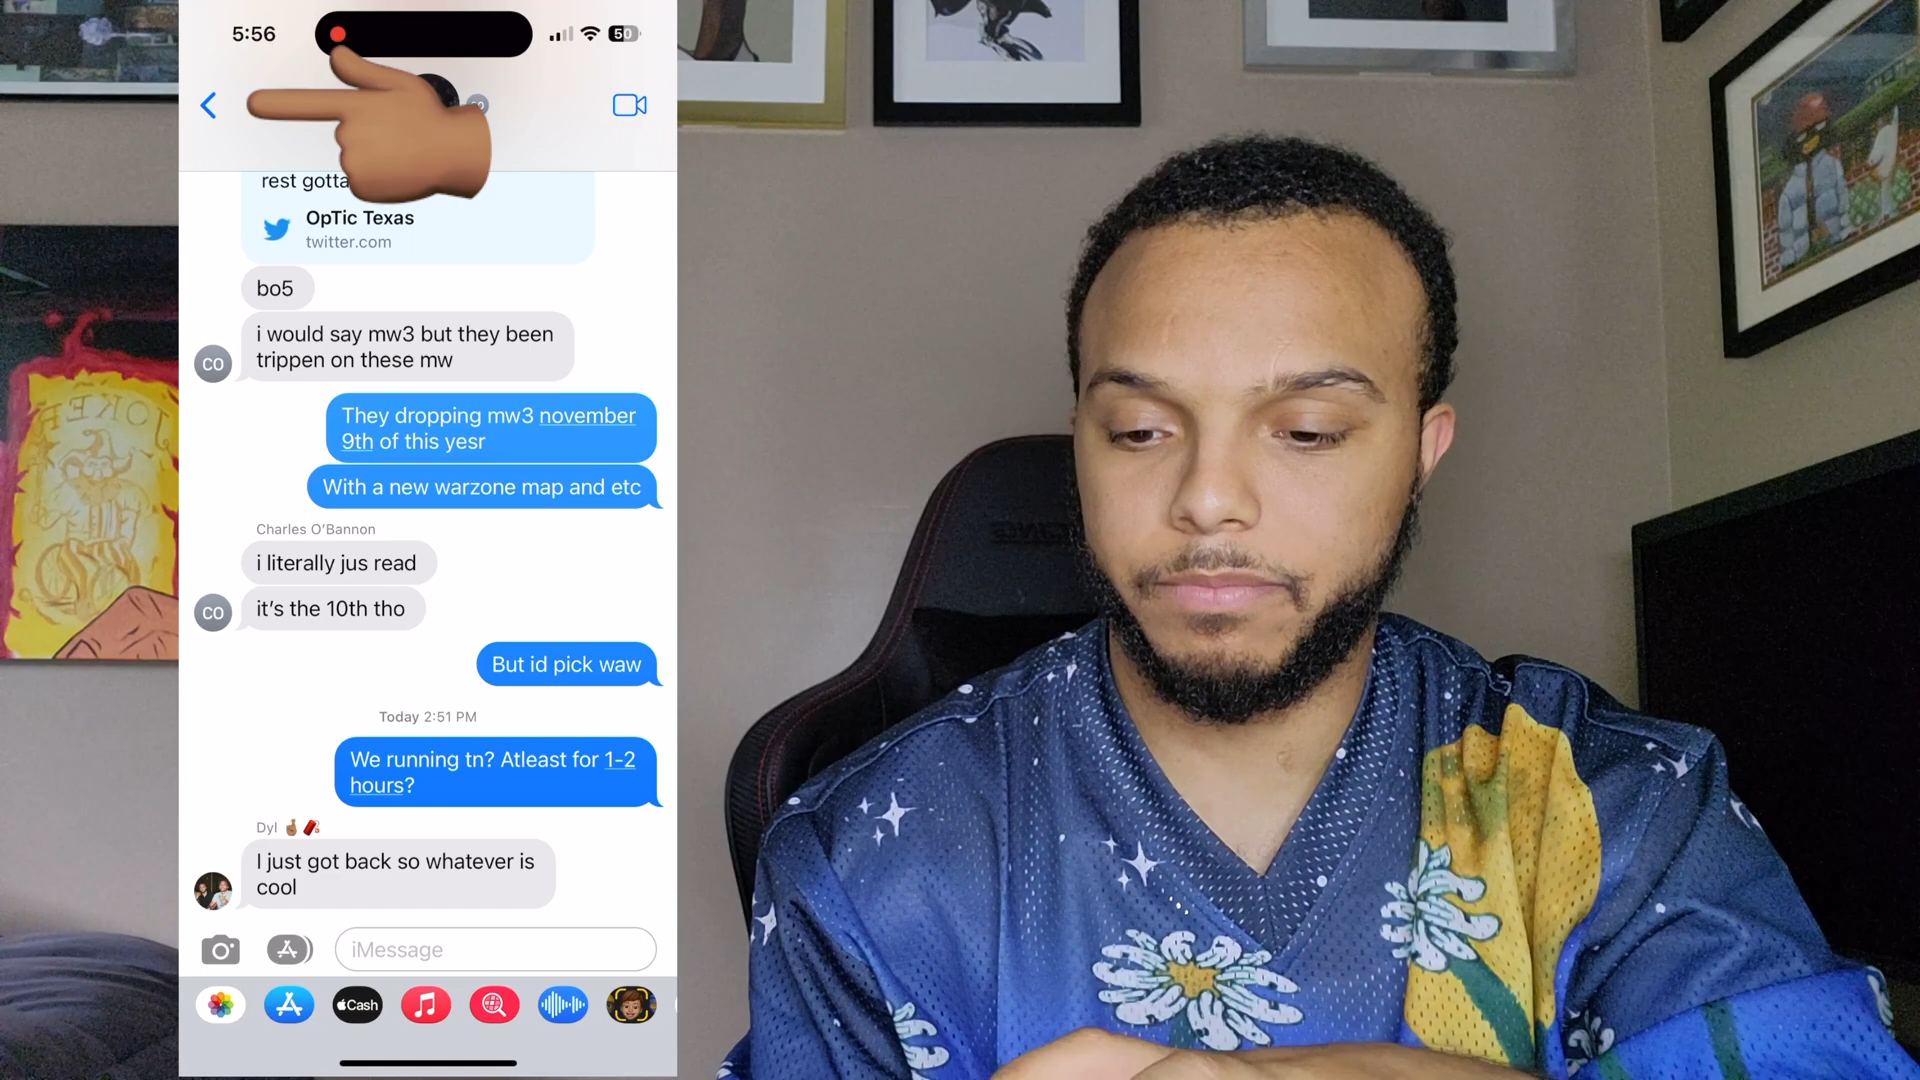 5:56
50
rest gotta
OpTic Texas
twitter.com
bo5
i would say mw3 but they been
trippen on these mw
CO
They dropping mw3 november
9th of this yesr
With a new warzone map and etc
Charles O'Bannon
i literally jus read
it's the 10th tho
CO
But id pick waw
Today 2:51 PM
We running tn? Atleast for 1-2
hours?
Dyl
I just got back so whatever is
cool
iMessage
Cash
JOKER